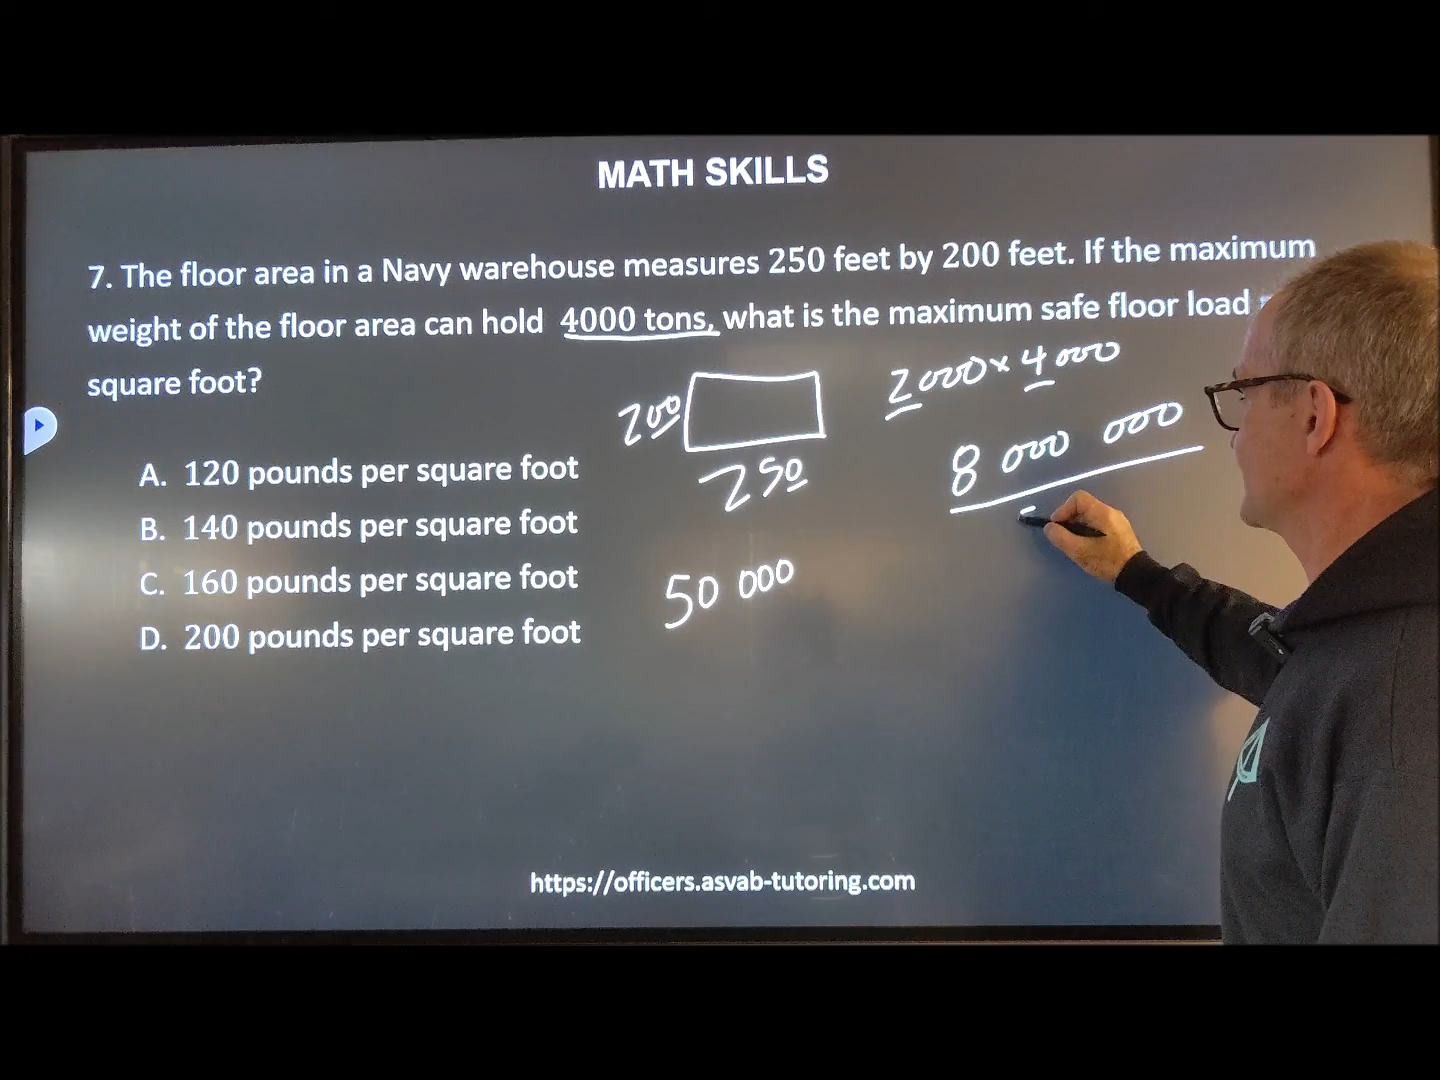 MATH SKILLS
7. The floor area in a Navy warehouse measures 250 feet by 200 feet. If the maximum
weight of the floor area can hold 4000 tons, what is the maximum safe floor load
square foot?
A. 120 pounds per square foot
B. 140 pounds per square foot
C. 160 pounds per square foot
D. 200 pounds per square foot
200
250
50 000
2000 × 4000
8 000 000
https://officers.asvab-tutoring.com